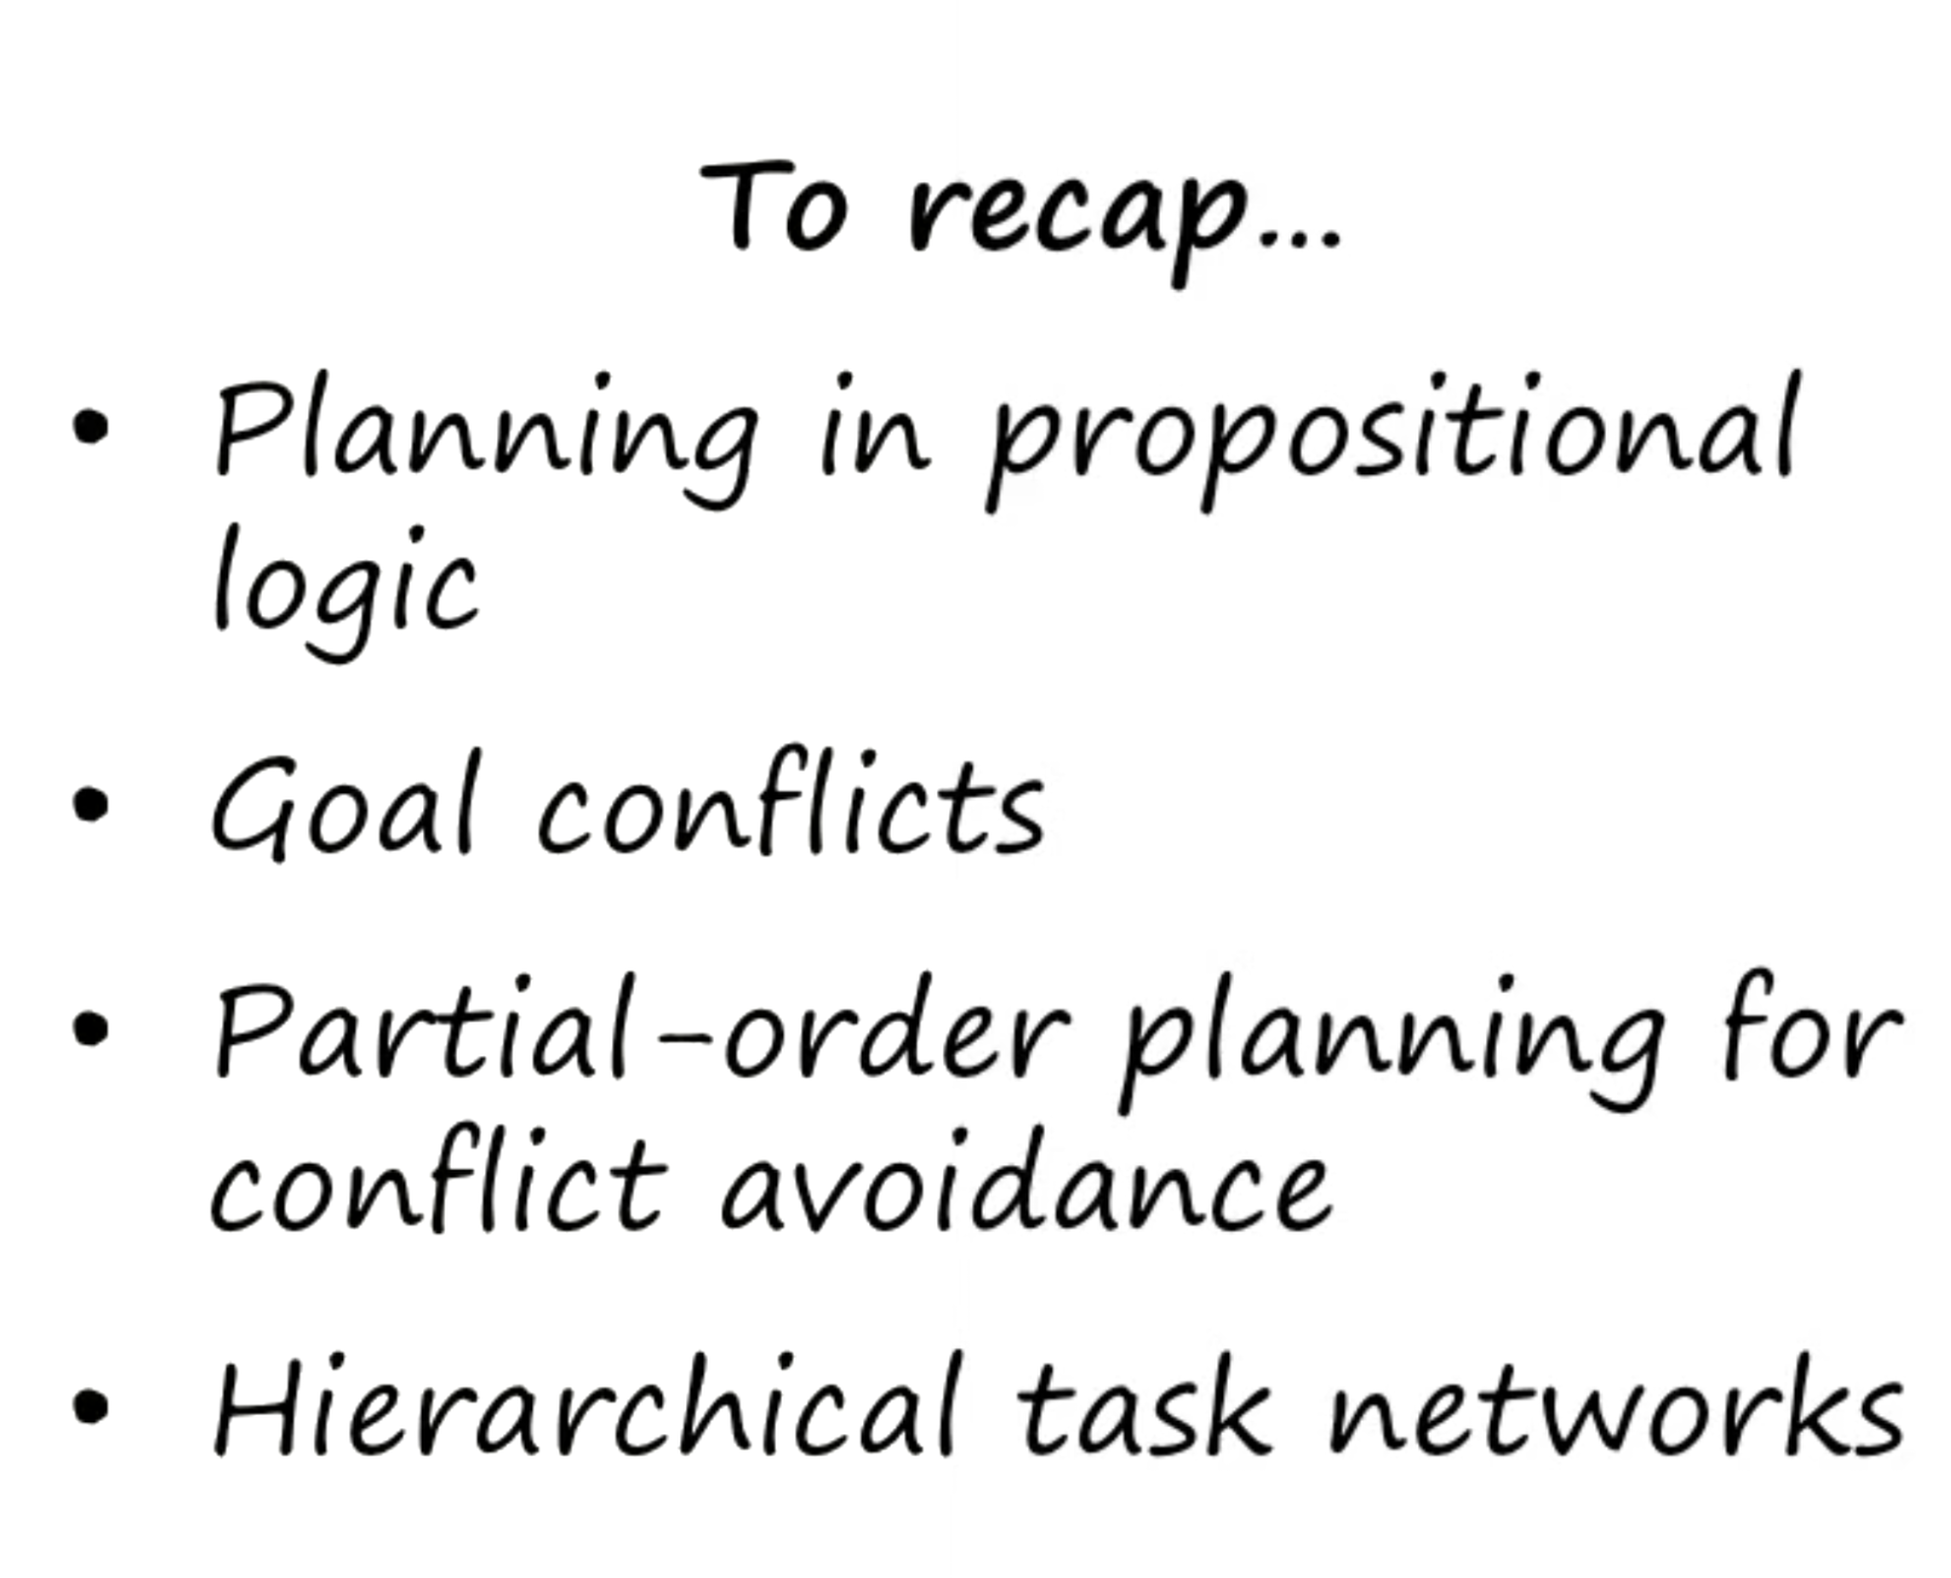 To recap...
• Planning in propositional
logic
• Goal conflicts
• Partial-order planning for
conflict avoidance
• Hierarchical task networks